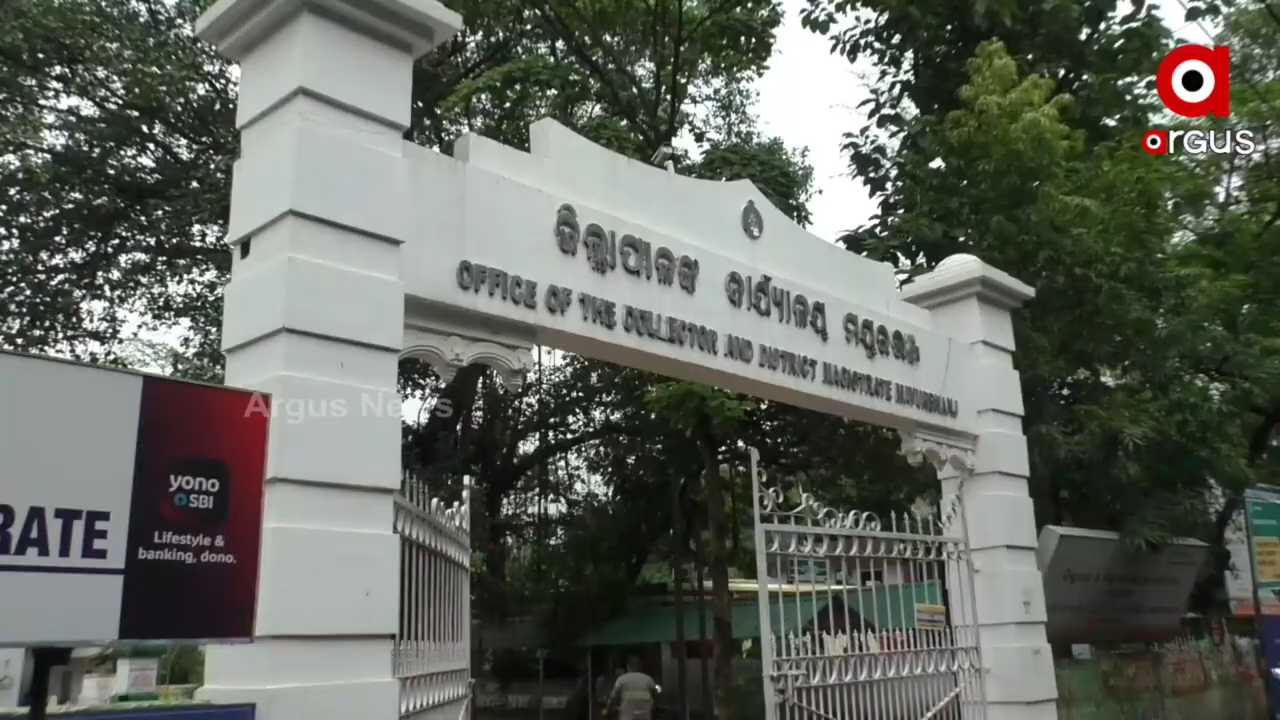 argus
ଜିଲ୍ଲାପାଳଙ୍କ କାର୍ଯ୍ୟାଳୟ ମୟୂରଭଞ୍ଜ
OFFICE OF THE COLLECTOR AND DISTRICT MAGISTRATE MAYURBHANJ
Argus News
yono
SBI
RATE
Lifestyle &
banking, dono.